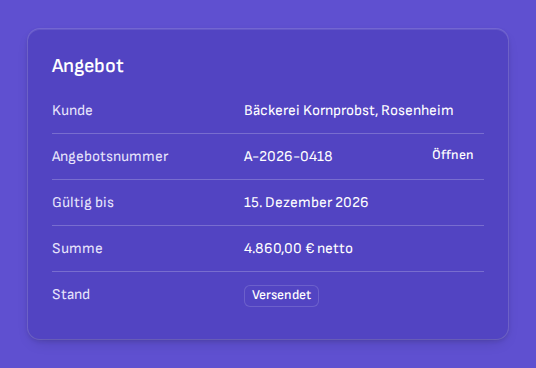 Angebot
Kunde Bäckerei Kornprobst, Rosenheim
Angebotsnummer A-2026-0418 Öffnen
Gültig bis 15. Dezember 2026
Summe 4.860,00 € netto
Stand Versendet